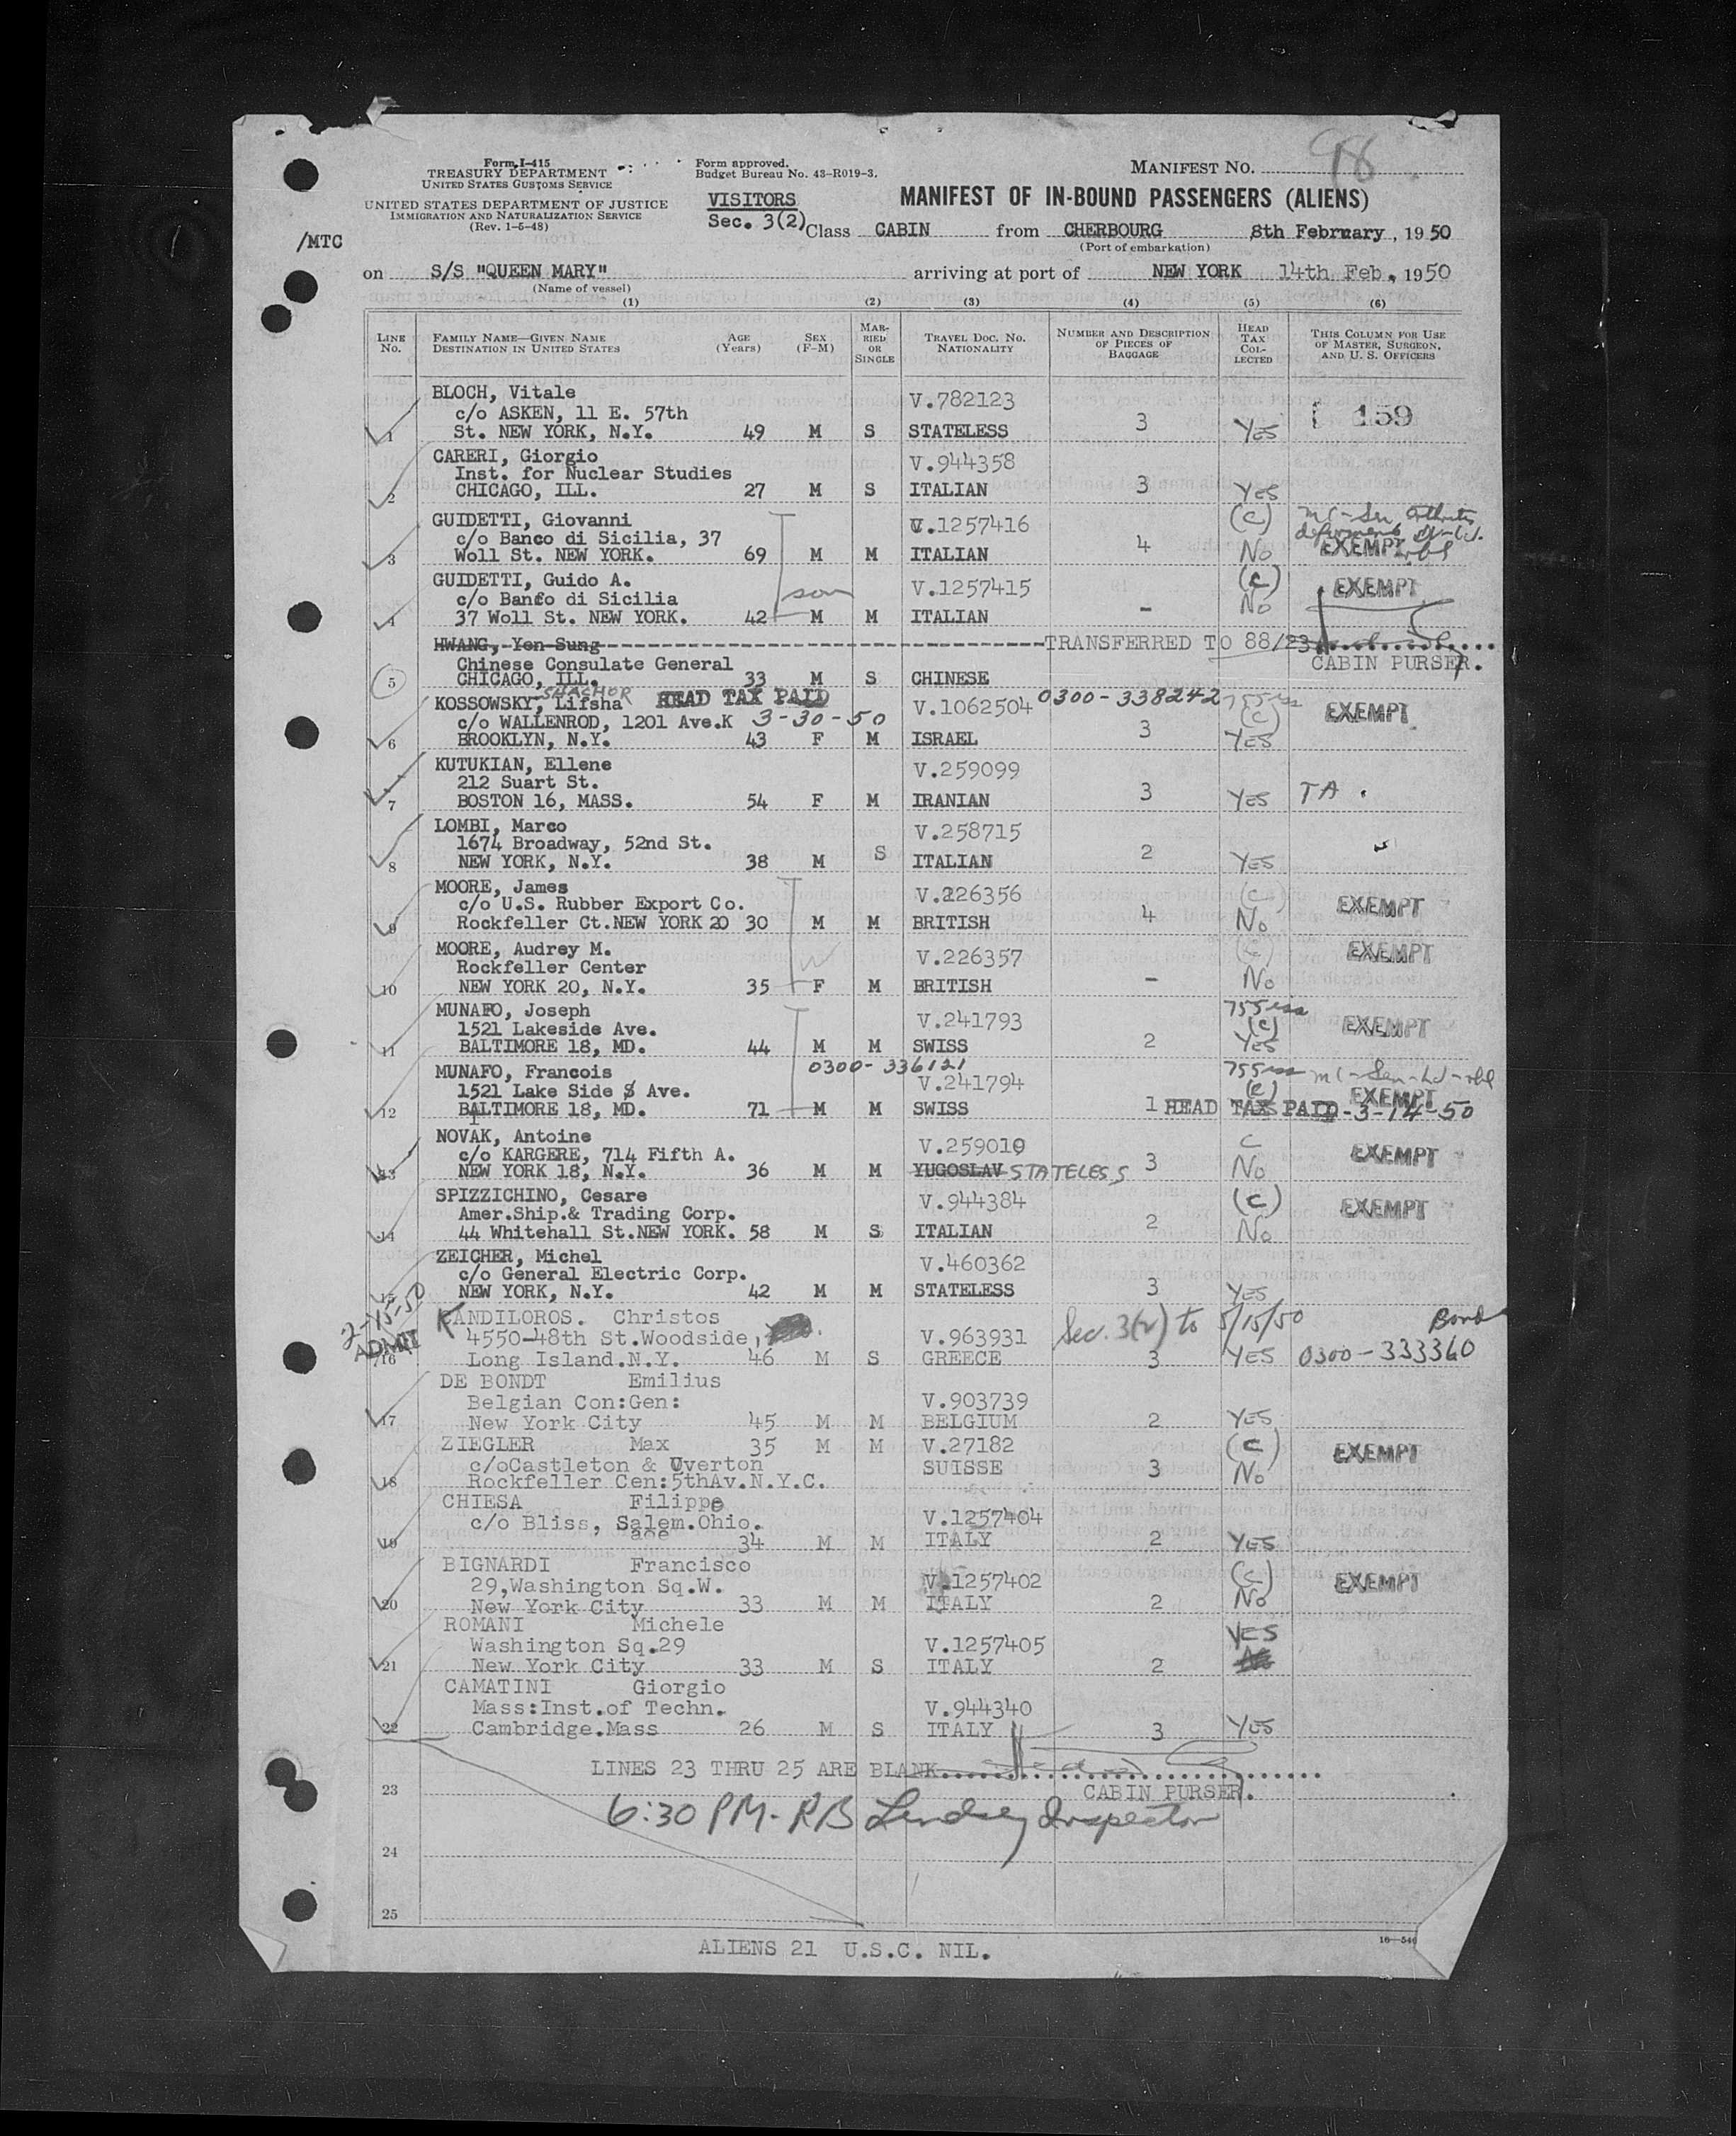 Form I-415
TREASURY DEPARTMENT
UNITED STATES CUSTOMS SERVICE
UNITED STATES DEPARTMENT OF JUSTICE
IMMIGRATION AND NATURALIZATION SERVICE
(Rev. 1-5-48)
/MTC
Form approved.
Budget Bureau No. 43-R019-3.
VISITORS
Sec. 3(2)
MANIFEST NO. 98
MANIFEST OF IN-BOUND PASSENGERS (ALIENS)
Class CABIN from CHERBOURG 8th February, 1950
(Port of embarkation)
on S/S "QUEEN MARY" arriving at port of NEW YORK 14th Feb. 1950
(Name of vessel)
(1) (2) (3) (4) (5) (6)
LINE No. FAMILY NAME—GIVEN NAME DESTINATION IN UNITED STATES AGE (Years) SEX (F-M) MARRIED OR SINGLE TRAVEL DOC. NO. NATIONALITY NUMBER AND DESCRIPTION OF PIECES OF BAGGAGE HEAD TAX COLLECTED THIS COLUMN FOR USE OF MASTER, SURGEON, AND U. S. OFFICERS
BLOCH, Vitale V.782123
c/o ASKEN, 11 E. 57th 3 159
1 St. NEW YORK, N.Y. 49 M S STATELESS YES
CARERI, Giorgio V.944358
Inst. for Nuclear Studies
2 CHICAGO, ILL. 27 M S ITALIAN 3 YES
GUIDETTI, Giovanni V.1257416 (C)
c/o Banco di Sicilia, 37 4
3 Woll St. NEW YORK. 69 M M ITALIAN No EXEMPT
GUIDETTI, Guido A. V.1257415 (C) EXEMPT
c/o Banco di Sicilia son No
4 37 Woll St. NEW YORK. 42 M M ITALIAN -
HWANG, Yen Sung TRANSFERRED TO 88/23
Chinese Consulate General CABIN PURSER.
5 CHICAGO, ILL. 33 M S CHINESE
SHACHOR
KOSSOWSKY, Lifsha HEAD TAX PAID V.1062504 0300-338242 (C) EXEMPT
c/o WALLENROD, 1201 Ave.K 3-30-50 3
6 BROOKLYN, N.Y. 43 F M ISRAEL YES
KUTUKIAN, Ellene V.259099
212 Suart St.
7 BOSTON 16, MASS. 54 F M IRANIAN 3 YES TA .
LOMBI, Marco V.258715
1674 Broadway, 52nd St. 2
8 NEW YORK, N.Y. 38 M S ITALIAN YES
MOORE, James V.226356 (C)
c/o U.S. Rubber Export Co. 4 EXEMPT
9 Rockfeller Ct.NEW YORK 20 30 M M BRITISH No
MOORE, Audrey M. V.226357 (C) EXEMPT
Rockfeller Center W
10 NEW YORK 20, N.Y. 35 F M BRITISH - No
MUNAFO, Joseph V.241793 (C) EXEMPT
1521 Lakeside Ave.
11 BALTIMORE 18, MD. 44 M M SWISS 2 YES
MUNAFO, Francois 0300-336121 V.241794
1521 Lake Side S Ave. (C) EXEMPT
12 BALTIMORE 18, MD. 71 M M SWISS 1 HEAD TAX PAID-3-14-50
NOVAK, Antoine V.259019 C EXEMPT
c/o KARGERE, 714 Fifth A.
13 NEW YORK 18, N.Y. 36 M M YUGOSLAV STATELESS 3 No
SPIZZICHINO, Cesare V.944384 (C) EXEMPT
Amer.Ship.& Trading Corp.
14 44 Whitehall St.NEW YORK. 58 M S ITALIAN 2 No
ZEICHER, Michel V.460362
c/o General Electric Corp.
15 NEW YORK, N.Y. 42 M M STATELESS 3 YES
2-15-50
ADMIT
KANDILOROS. Christos Sec. 3(2) to 5/15/50 Bond
4550-48th St.Woodside, V.963931
16 Long Island.N.Y. 46 M S GREECE 3 YES 0300-333360
DE BONDT Emilius
Belgian Con:Gen: V.903739
17 New York City 45 M M BELGIUM 2 YES
ZIEGLER Max 35 M M V.27182 (C) EXEMPT
c/oCastleton & Overton SUISSE 3 No
18 Rockfeller Cen:5thAv.N.Y.C.
CHIESA Filippe
c/o Bliss, Salem.Ohio. V.1257404
19 34 M M ITALY 2 YES
BIGNARDI Francisco
29,Washington Sq.W. V.1257402 (C) EXEMPT
20 New York City 33 M M ITALY 2 No
ROMANI Michele YES
Washington Sq.29 V.1257405
21 New York City 33 M S ITALY 2
CAMATINI Giorgio
Mass:Inst.of Techn. V.944340
22 Cambridge.Mass 26 M S ITALY 3 YES
LINES 23 THRU 25 ARE BLANK
23 CABIN PURSER.
6:30 PM- RB Lindsey Inspector
24
25
ALIENS 21 U.S.C. NIL.